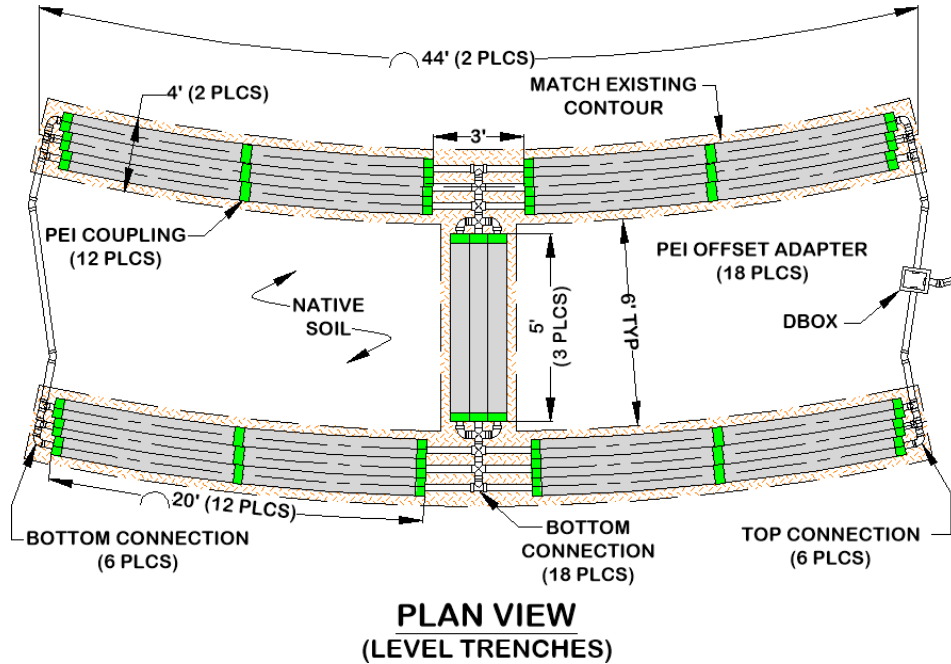 44' (2 PLCS)
4' (2 PLCS)
MATCH EXISTING
CONTOUR
3'
PEI COUPLING
(12 PLCS)
PEI OFFSET ADAPTER
(18 PLCS)
NATIVE
SOIL
5'
(3 PLCS)
6' TYP
DBOX
20' (12 PLCS)
BOTTOM CONNECTION
(6 PLCS)
BOTTOM
CONNECTION
(18 PLCS)
TOP CONNECTION
(6 PLCS)
PLAN VIEW
(LEVEL TRENCHES)